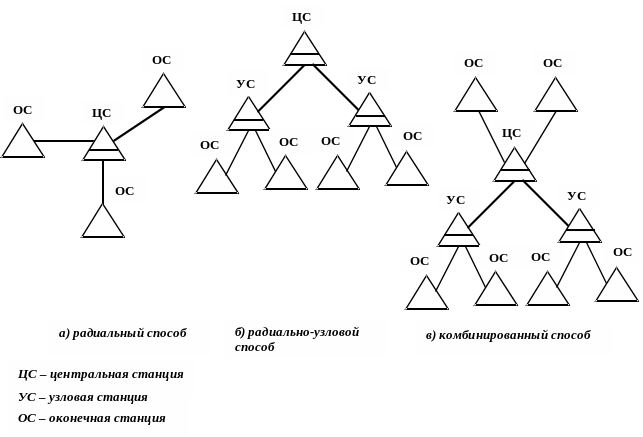 ЦС
ОС
ОС
ЦС
ОС
УС
УС
ОС
ОС
ОС
ОС
ОС
ОС
ЦС
УС
УС
ОС
ОС
ОС
ОС
а) радиальный способ
б) радиально-узловой
способ
в) комбинированный способ
ЦС – центральная станция
УС – узловая станция
ОС – оконечная станция